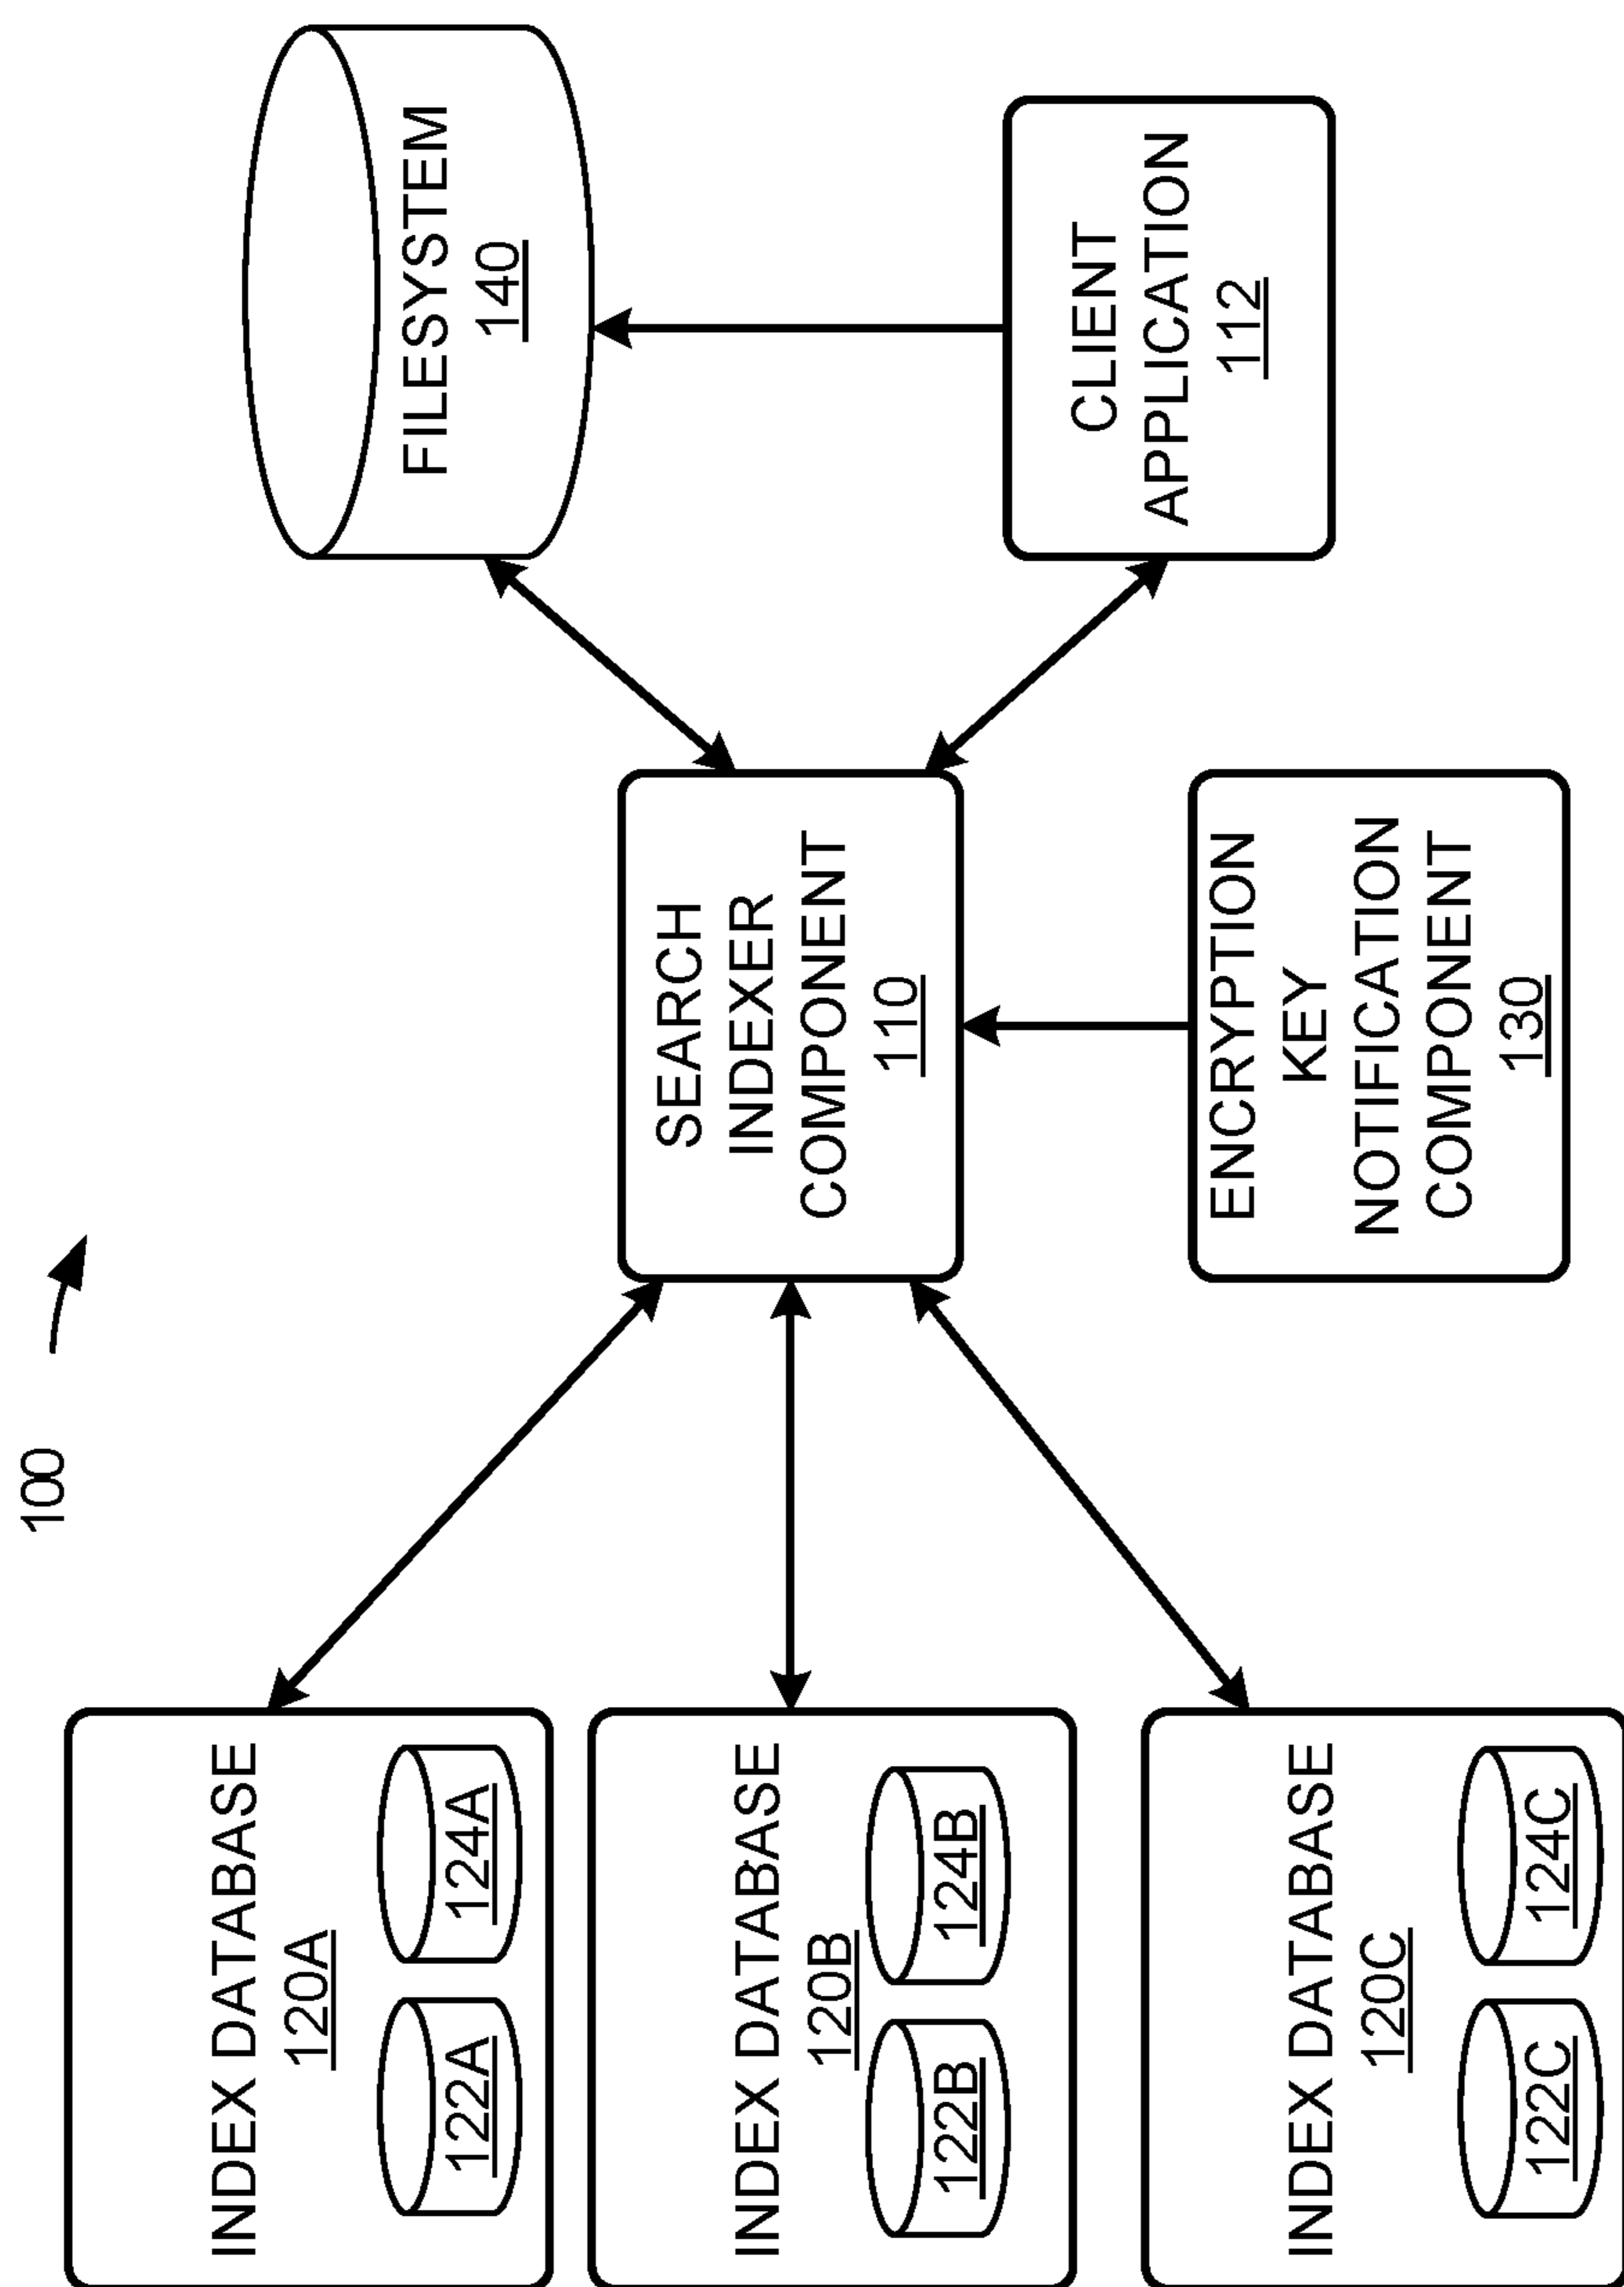 100
INDEX DATABASE
120A
122A
124A
INDEX DATABASE
120B
122B
124B
INDEX DATABASE
120C
122C
124C
SEARCH
INDEXER
COMPONENT
110
ENCRYPTION
KEY
NOTIFICATION
COMPONENT
130
FILESYSTEM
140
CLIENT
APPLICATION
112